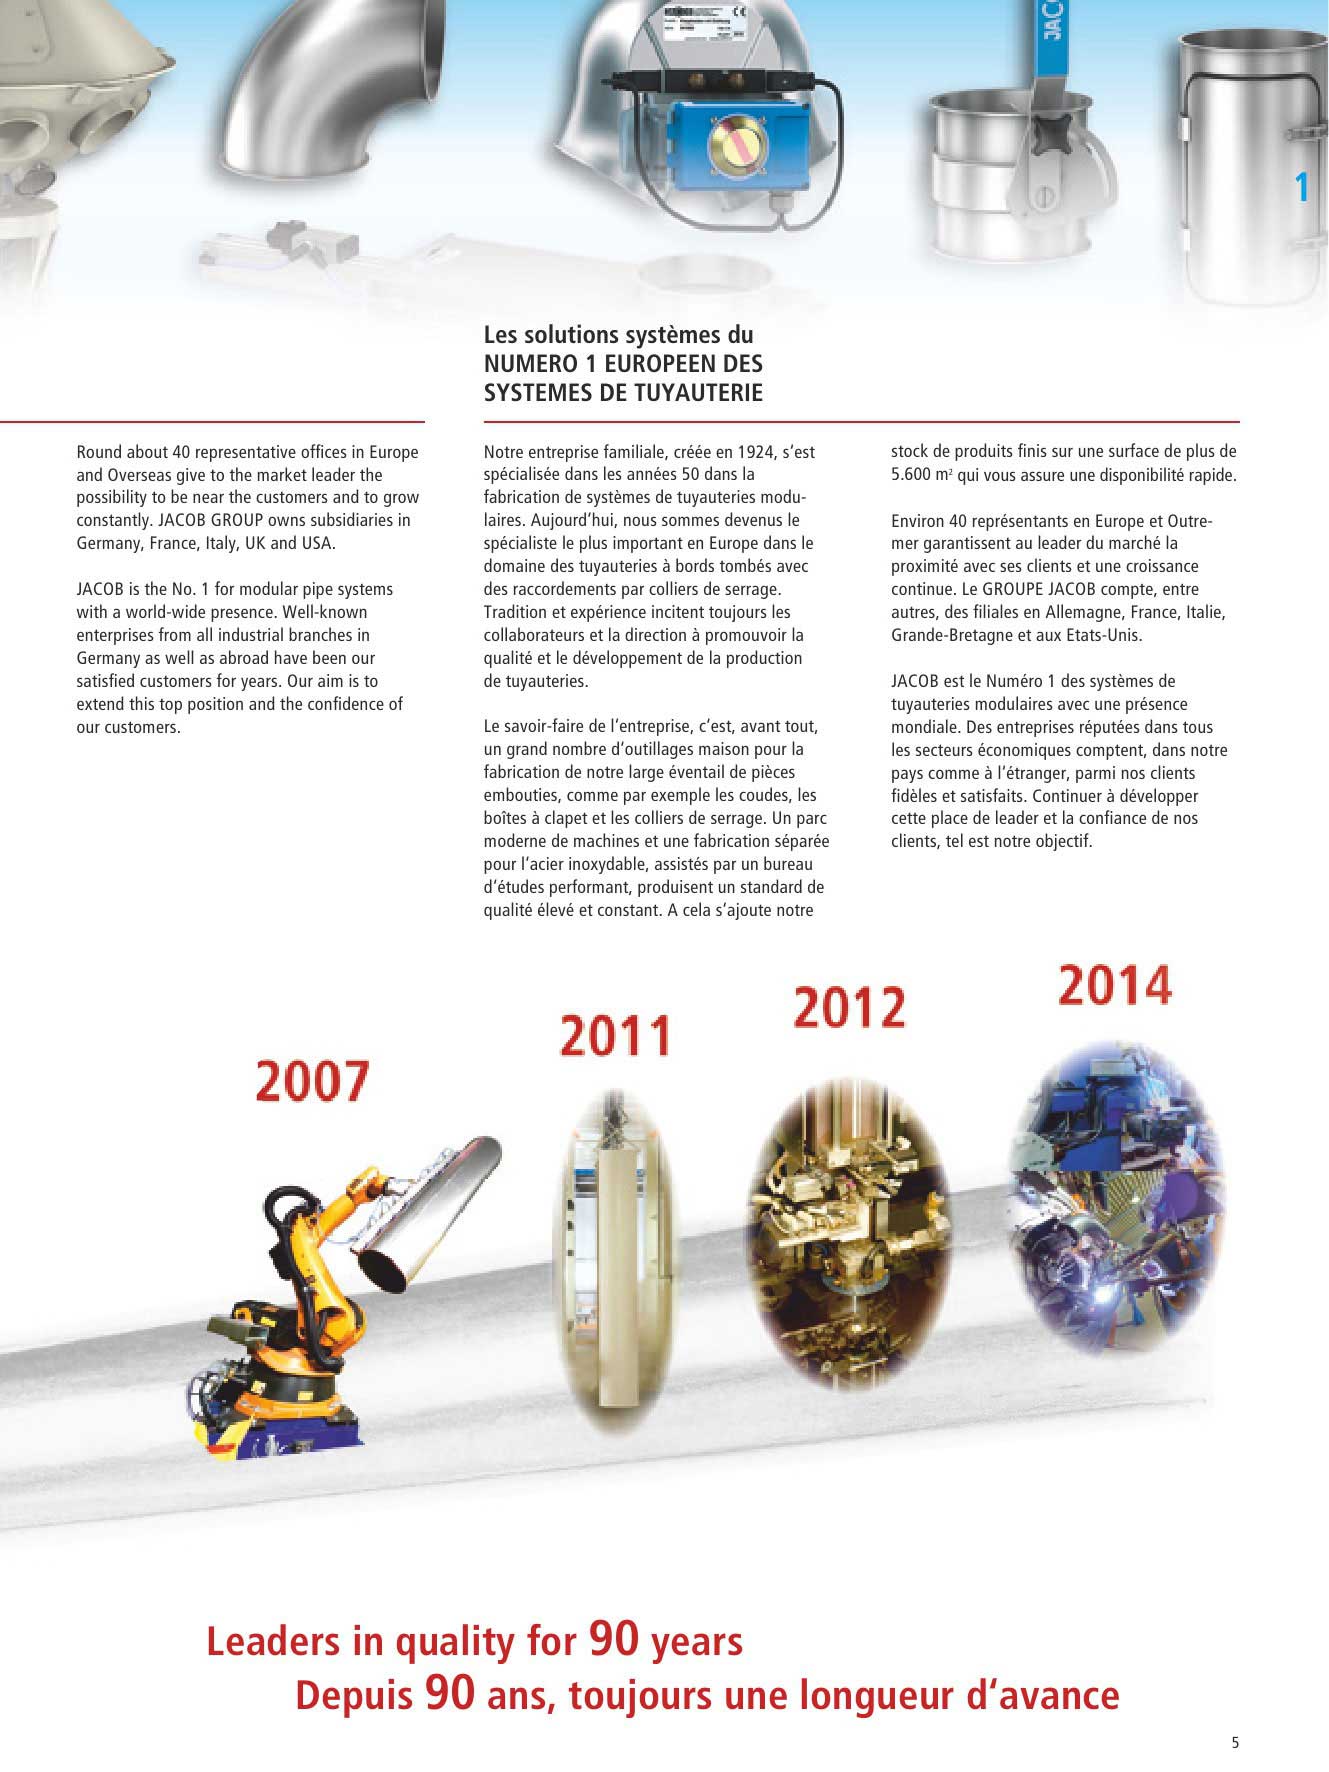 JACO
1
Les solutions systèmes du
NUMERO 1 EUROPEEN DES
SYSTEMES DE TUYAUTERIE
Round about 40 representative offices in Europe
and Overseas give to the market leader the
possibility to be near the customers and to grow
constantly. JACOB GROUP owns subsidiaries in
Germany, France, Italy, UK and USA.
JACOB is the No. 1 for modular pipe systems
with a world-wide presence. Well-known
enterprises from all industrial branches in
Germany as well as abroad have been our
satisfied customers for years. Our aim is to
extend this top position and the confidence of
our customers.
Notre entreprise familiale, créée en 1924, s‘est
spécialisée dans les années 50 dans la
fabrication de systèmes de tuyauteries modu-
laires. Aujourd‘hui, nous sommes devenus le
spécialiste le plus important en Europe dans le
domaine des tuyauteries à bords tombés avec
des raccordements par colliers de serrage.
Tradition et expérience incitent toujours les
collaborateurs et la direction à promouvoir la
qualité et le développement de la production
de tuyauteries.
Le savoir-faire de l‘entreprise, c‘est, avant tout,
un grand nombre d‘outillages maison pour la
fabrication de notre large éventail de pièces
embouties, comme par exemple les coudes, les
boîtes à clapet et les colliers de serrage. Un parc
moderne de machines et une fabrication séparée
pour l‘acier inoxydable, assistés par un bureau
d‘études performant, produisent un standard de
qualité élevé et constant. A cela s‘ajoute notre
stock de produits finis sur une surface de plus de
5.600 m² qui vous assure une disponibilité rapide.
Environ 40 représentants en Europe et Outre-
mer garantissent au leader du marché la
proximité avec ses clients et une croissance
continue. Le GROUPE JACOB compte, entre
autres, des filiales en Allemagne, France, Italie,
Grande-Bretagne et aux Etats-Unis.
JACOB est le Numéro 1 des systèmes de
tuyauteries modulaires avec une présence
mondiale. Des entreprises réputées dans tous
les secteurs économiques comptent, dans notre
pays comme à l‘étranger, parmi nos clients
fidèles et satisfaits. Continuer à développer
cette place de leader et la confiance de nos
clients, tel est notre objectif.
2007
2011
2012
2014
Leaders in quality for 90 years
Depuis 90 ans, toujours une longueur d‘avance
5